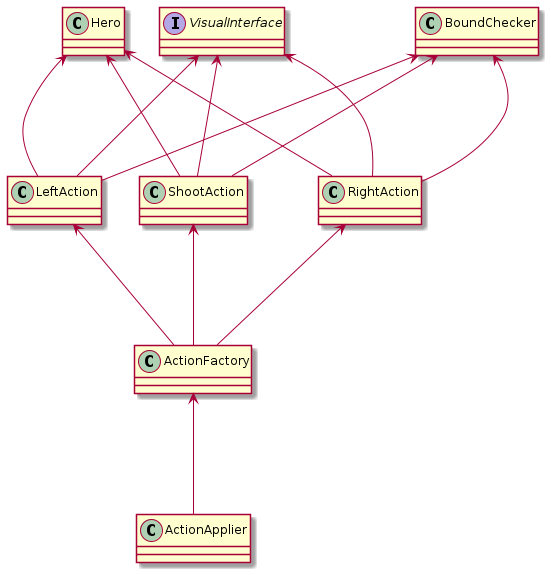 C Hero
I VisualInterface
C BoundChecker
C LeftAction
C ShootAction
C RightAction
C ActionFactory
C ActionApplier